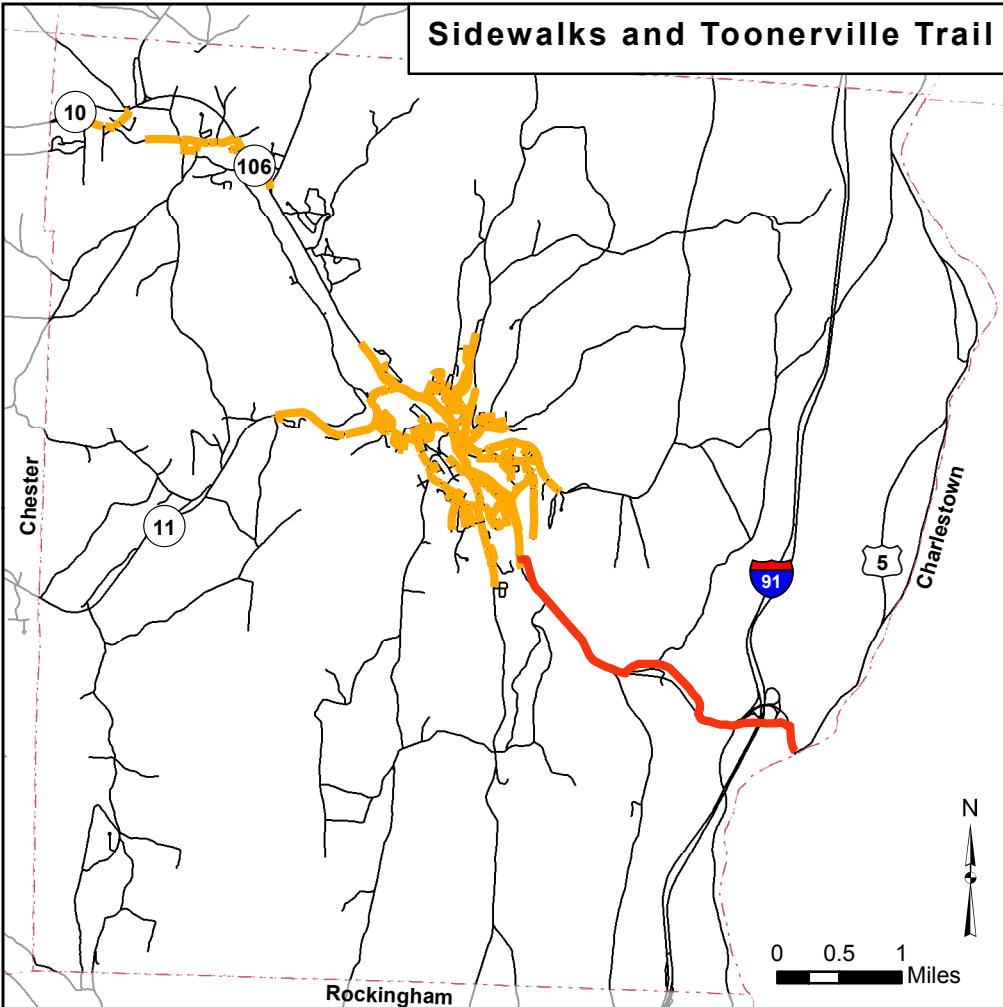 Sidewalks and Toonerville Trail
10
106
Chester
11
91
5
Charlestown
N
0 0.5 1
Miles
Rockingham